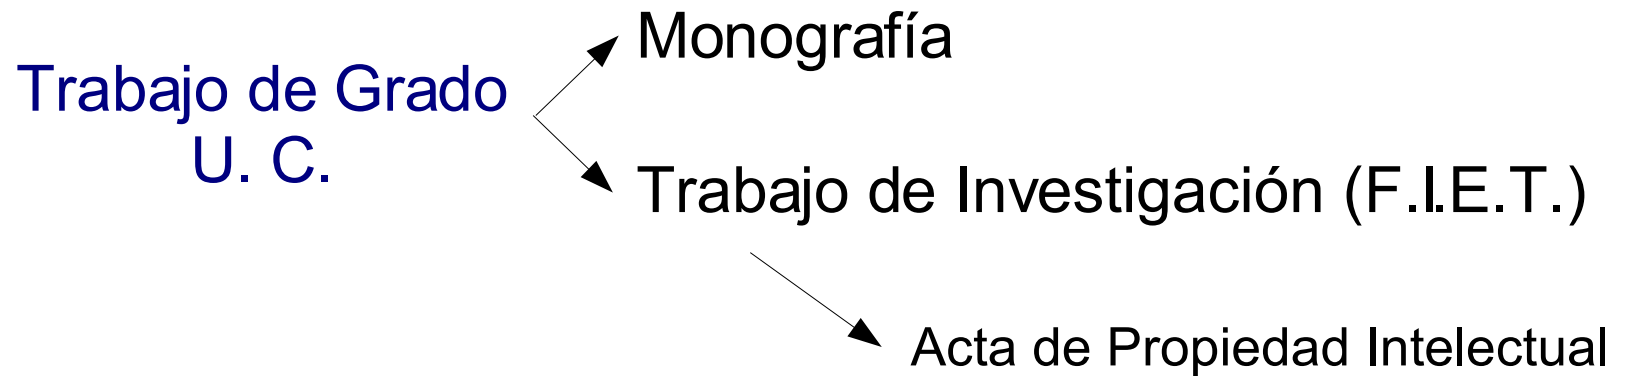 Monografía
Trabajo de Grado
U. C.
Trabajo de Investigación (F.I.E.T.)
Acta de Propiedad Intelectual